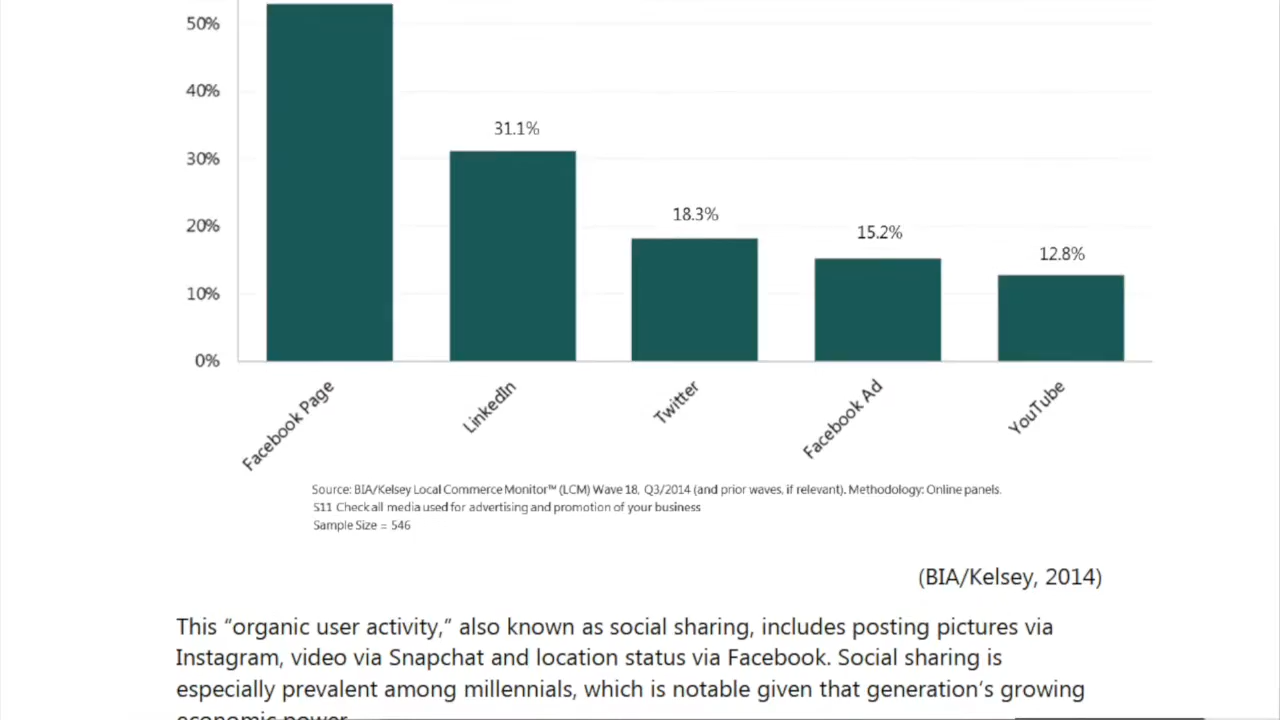 50%
40%
31.1%
30%
18.3%
20%
15.2%
12.8%
10%
0%
Facebook Page
LinkedIn
Twitter
Facebook Ad
YouTube
Source: BIA/Kelsey Local Commerce Monitor™ (LCM) Wave 18, Q3/2014 (and prior waves, if relevant). Methodology: Online panels.
S11 Check all media used for advertising and promotion of your business
Sample Size = 546
(BIA/Kelsey, 2014)
This “organic user activity,” also known as social sharing, includes posting pictures via
Instagram, video via Snapchat and location status via Facebook. Social sharing is
especially prevalent among millennials, which is notable given that generation’s growing
economic power